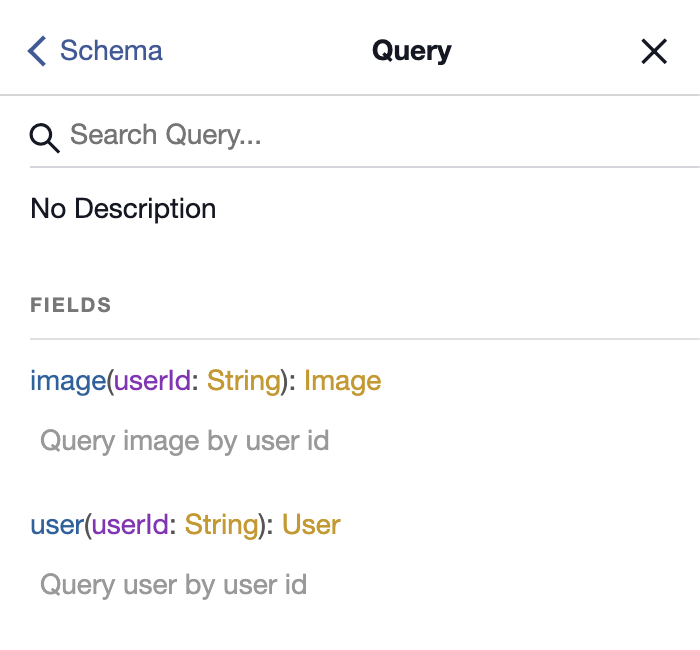 Schema
Query
Search Query...
No Description
FIELDS
image(userId: String): Image
Query image by user id
user(userId: String): User
Query user by user id